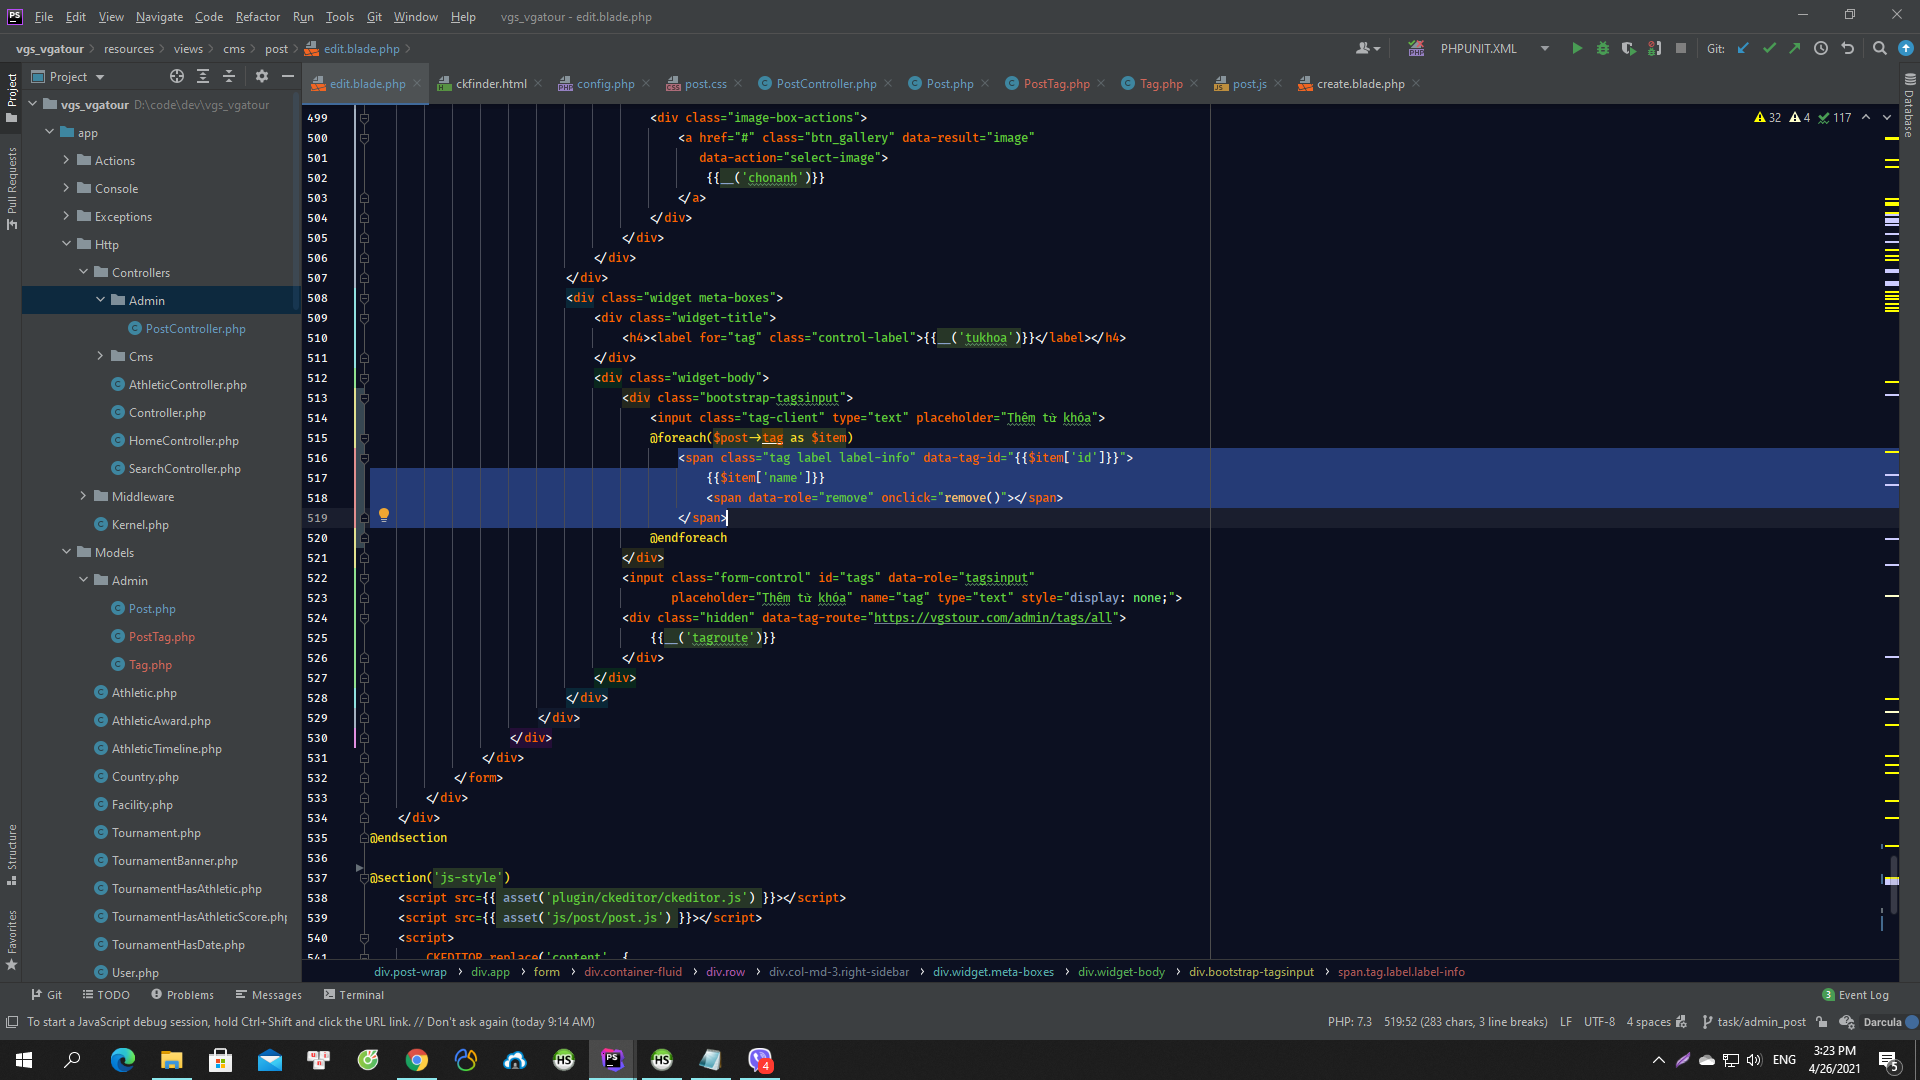 File Edit View Navigate Code Refactor Run Tools Git Window Help vgs_vgatour - edit.blade.php
vgs_vgatour resources views cms post edit.blade.php
PHPUNIT.XML Git:
Project
edit.blade.php ckfinder.html config.php post.css PostController.php Post.php PostTag.php Tag.php post.js create.blade.php
Project
Pull Requests
Structure
Favorites
Database
vgs_vgatour D:\code\dev\vgs_vgatour
app
Actions
Console
Exceptions
Http
Controllers
Admin
PostController.php
Cms
AthleticController.php
Controller.php
HomeController.php
SearchController.php
Middleware
Kernel.php
Models
Admin
Post.php
PostTag.php
Tag.php
Athletic.php
AthleticAward.php
AthleticTimeline.php
Country.php
Facility.php
Tournament.php
TournamentBanner.php
TournamentHasAthletic.php
TournamentHasAthleticScore.php
TournamentHasDate.php
User.php
32 4 117
499 <div class="image-box-actions">
500 <a href="#" class="btn_gallery" data-result="image"
501 data-action="select-image">
502 {{__('chonanh')}}
503 </a>
504 </div>
505 </div>
506 </div>
507 </div>
508 <div class="widget meta-boxes">
509 <div class="widget-title">
510 <h4><label for="tag" class="control-label">{{__('tukhoa')}}</label></h4>
511 </div>
512 <div class="widget-body">
513 <div class="bootstrap-tagsinput">
514 <input class="tag-client" type="text" placeholder="Thêm từ khóa">
515 @foreach($post->tag as $item)
516 <span class="tag label label-info" data-tag-id="{{$item['id']}}">
517 {{$item['name']}}
518 <span data-role="remove" onclick="remove()"></span>
519 </span>
520 @endforeach
521 </div>
522 <input class="form-control" id="tags" data-role="tagsinput"
523 placeholder="Thêm từ khóa" name="tag" type="text" style="display: none;">
524 <div class="hidden" data-tag-route="https://vgstour.com/admin/tags/all">
525 {{__('tagroute')}}
526 </div>
527 </div>
528 </div>
529 </div>
530 </div>
531 </div>
532 </form>
533 </div>
534 </div>
535 @endsection
536
537 @section('js-style')
538 <script src={{ asset('plugin/ckeditor/ckeditor.js') }}></script>
539 <script src={{ asset('js/post/post.js') }}></script>
540 <script>
541 CKEDITOR.replace('content', {
div.post-wrap div.app form div.container-fluid div.row div.col-md-3.right-sidebar div.widget.meta-boxes div.widget-body div.bootstrap-tagsinput span.tag.label.label-info
Git TODO Problems Messages Terminal 3 Event Log
To start a JavaScript debug session, hold Ctrl+Shift and click the URL link. // Don't ask again (today 9:14 AM) PHP: 7.3 519:52 (283 chars, 3 line breaks) LF UTF-8 4 spaces task/admin_post Darcula
PS HS HS 4 ENG 3:23 PM 5
4/26/2021